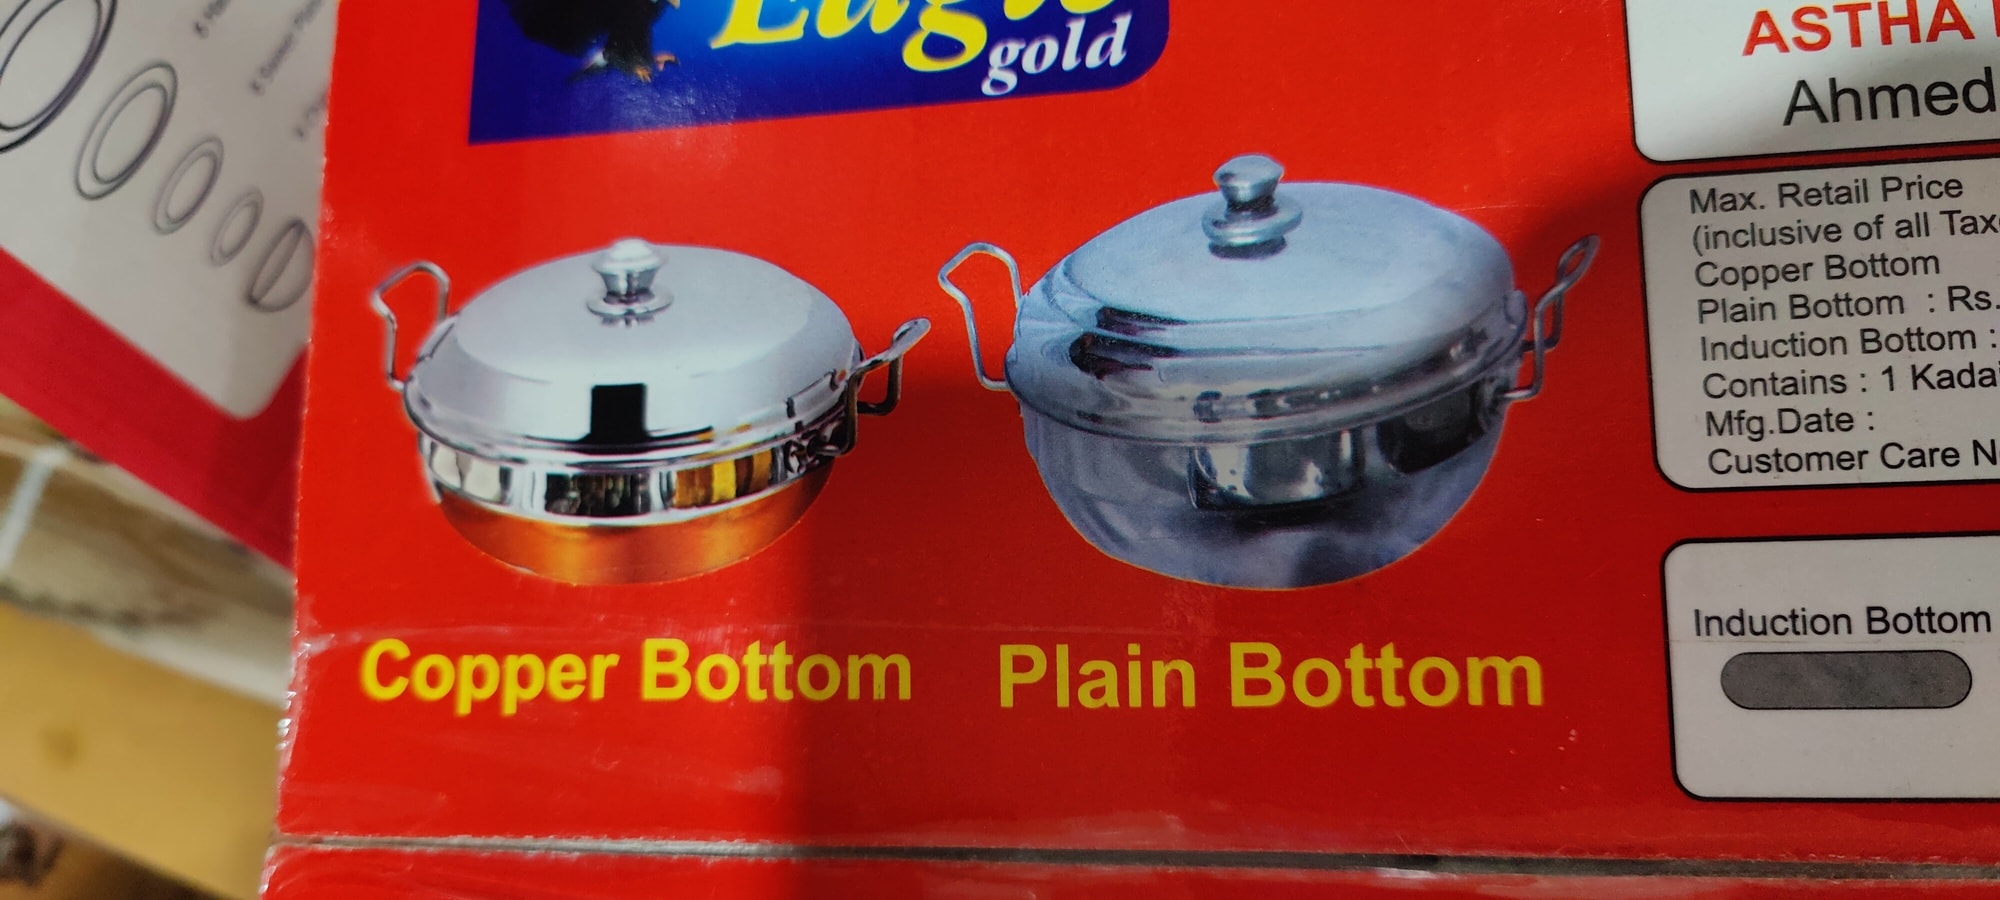 Eagle
gold
ASTHA
Ahmed
Max. Retail Price
(inclusive of all Tax
Copper Bottom
Plain Bottom : Rs.
Induction Bottom :
Contains : 1 Kadai
Mfg.Date :
Customer Care N
Copper Bottom
Plain Bottom
Induction Bottom